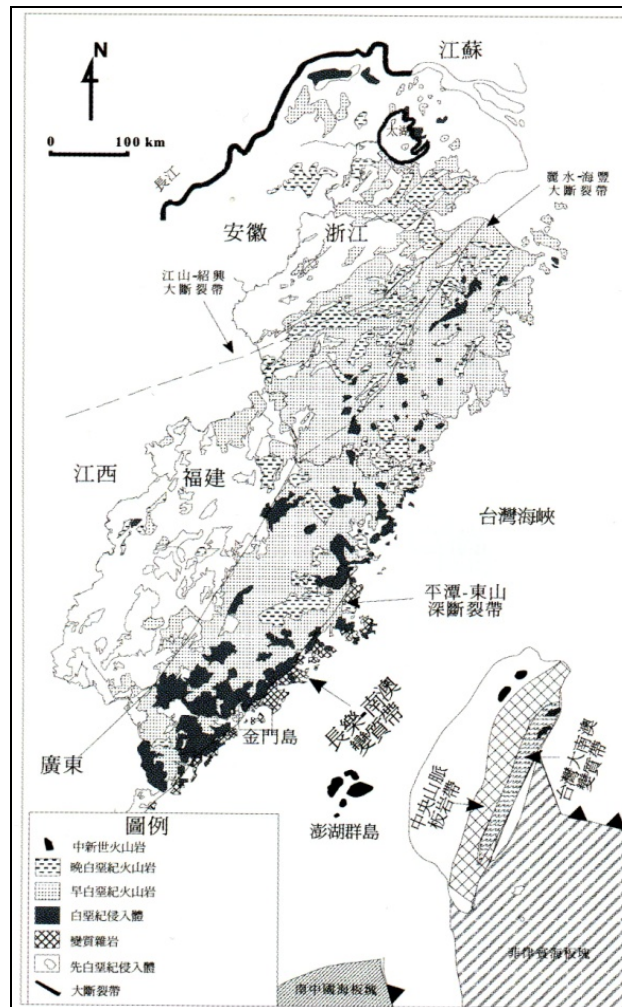 N
江蘇
0 100 km
太湖
長江
麗水-海豐
大斷裂帶
安徽
浙江
江山-紹興
大斷裂帶
江西
福建
台灣海峽
平潭-東山
深斷裂帶
長樂-南澳
變質帶
金門島
廣東
澎湖群島
中央山脈
板岩帶
台灣大南澳
變質帶
圖例
中新世火山岩
晚白堊紀火山岩
早白堊紀火山岩
白堊紀侵入體
變質雜岩
先白堊紀侵入體
大斷裂帶
菲律賓海板塊
南中國海板塊